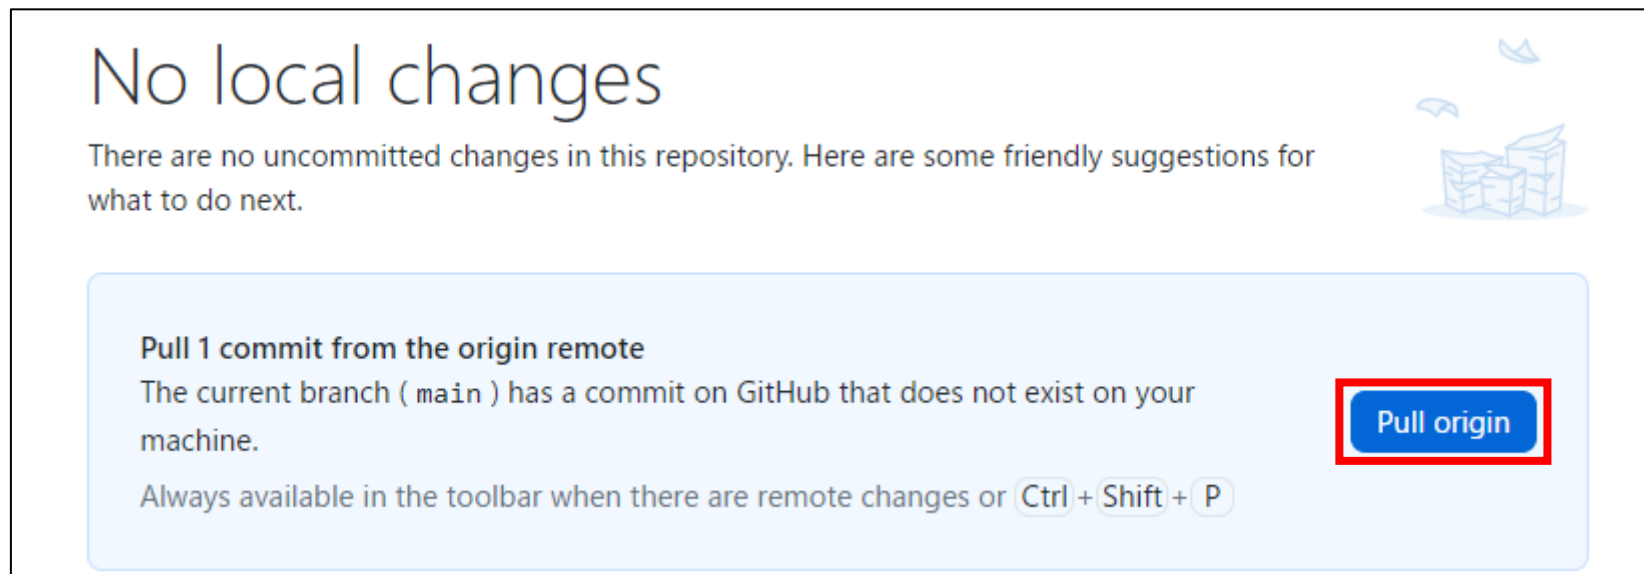 No local changes
There are no uncommitted changes in this repository. Here are some friendly suggestions for
what to do next.
Pull 1 commit from the origin remote
The current branch ( main ) has a commit on GitHub that does not exist on your
machine.
Pull origin
Always available in the toolbar when there are remote changes or Ctrl + Shift + P